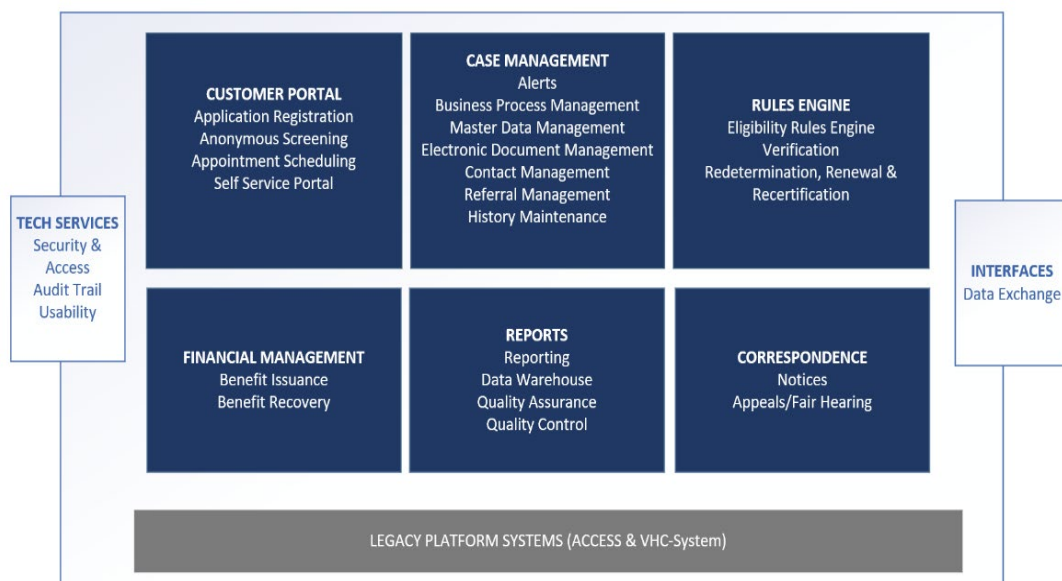 CUSTOMER PORTAL
Application Registration
Anonymous Screening
Appointment Scheduling
Self Service Portal
CASE MANAGEMENT
Alerts
Business Process Management
Master Data Management
Electronic Document Management
Contact Management
Referral Management
History Maintenance
RULES ENGINE
Eligibility Rules Engine
Verification
Redetermination, Renewal &
Recertification
TECH SERVICES
Security &
Access
Audit Trail
Usability
INTERFACES
Data Exchange
FINANCIAL MANAGEMENT
Benefit Issuance
Benefit Recovery
REPORTS
Reporting
Data Warehouse
Quality Assurance
Quality Control
CORRESPONDENCE
Notices
Appeals/Fair Hearing
LEGACY PLATFORM SYSTEMS (ACCESS & VHC-System)